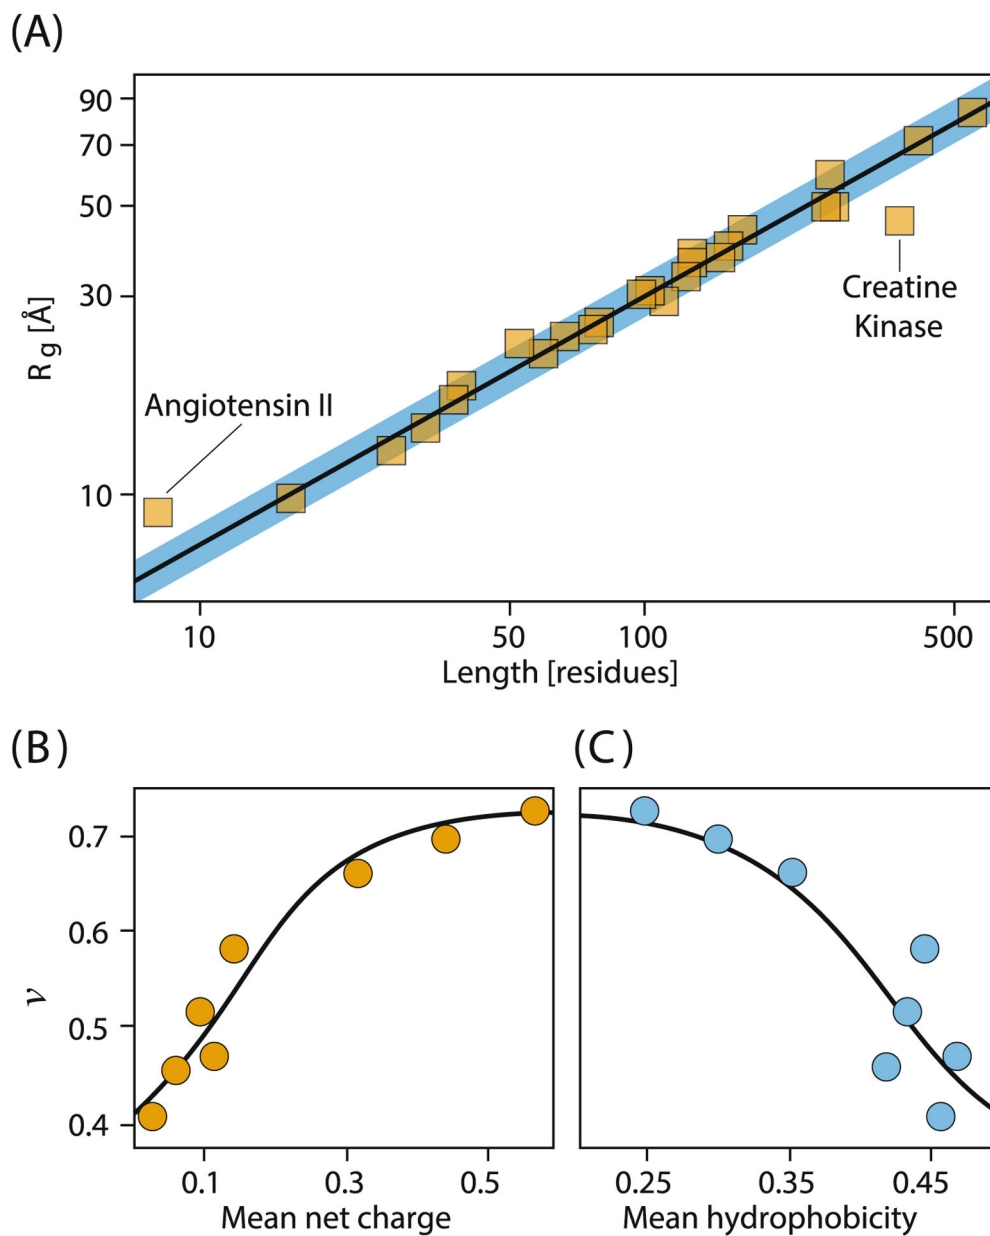 (A)
90
70
50
30
10
R g [Å]
Angiotensin II
Creatine
Kinase
10 50 100 500
Length [residues]
(B)
0.7
0.6
0.5
0.4
ν
0.1 0.3 0.5
Mean net charge
(C)
0.25 0.35 0.45
Mean hydrophobicity